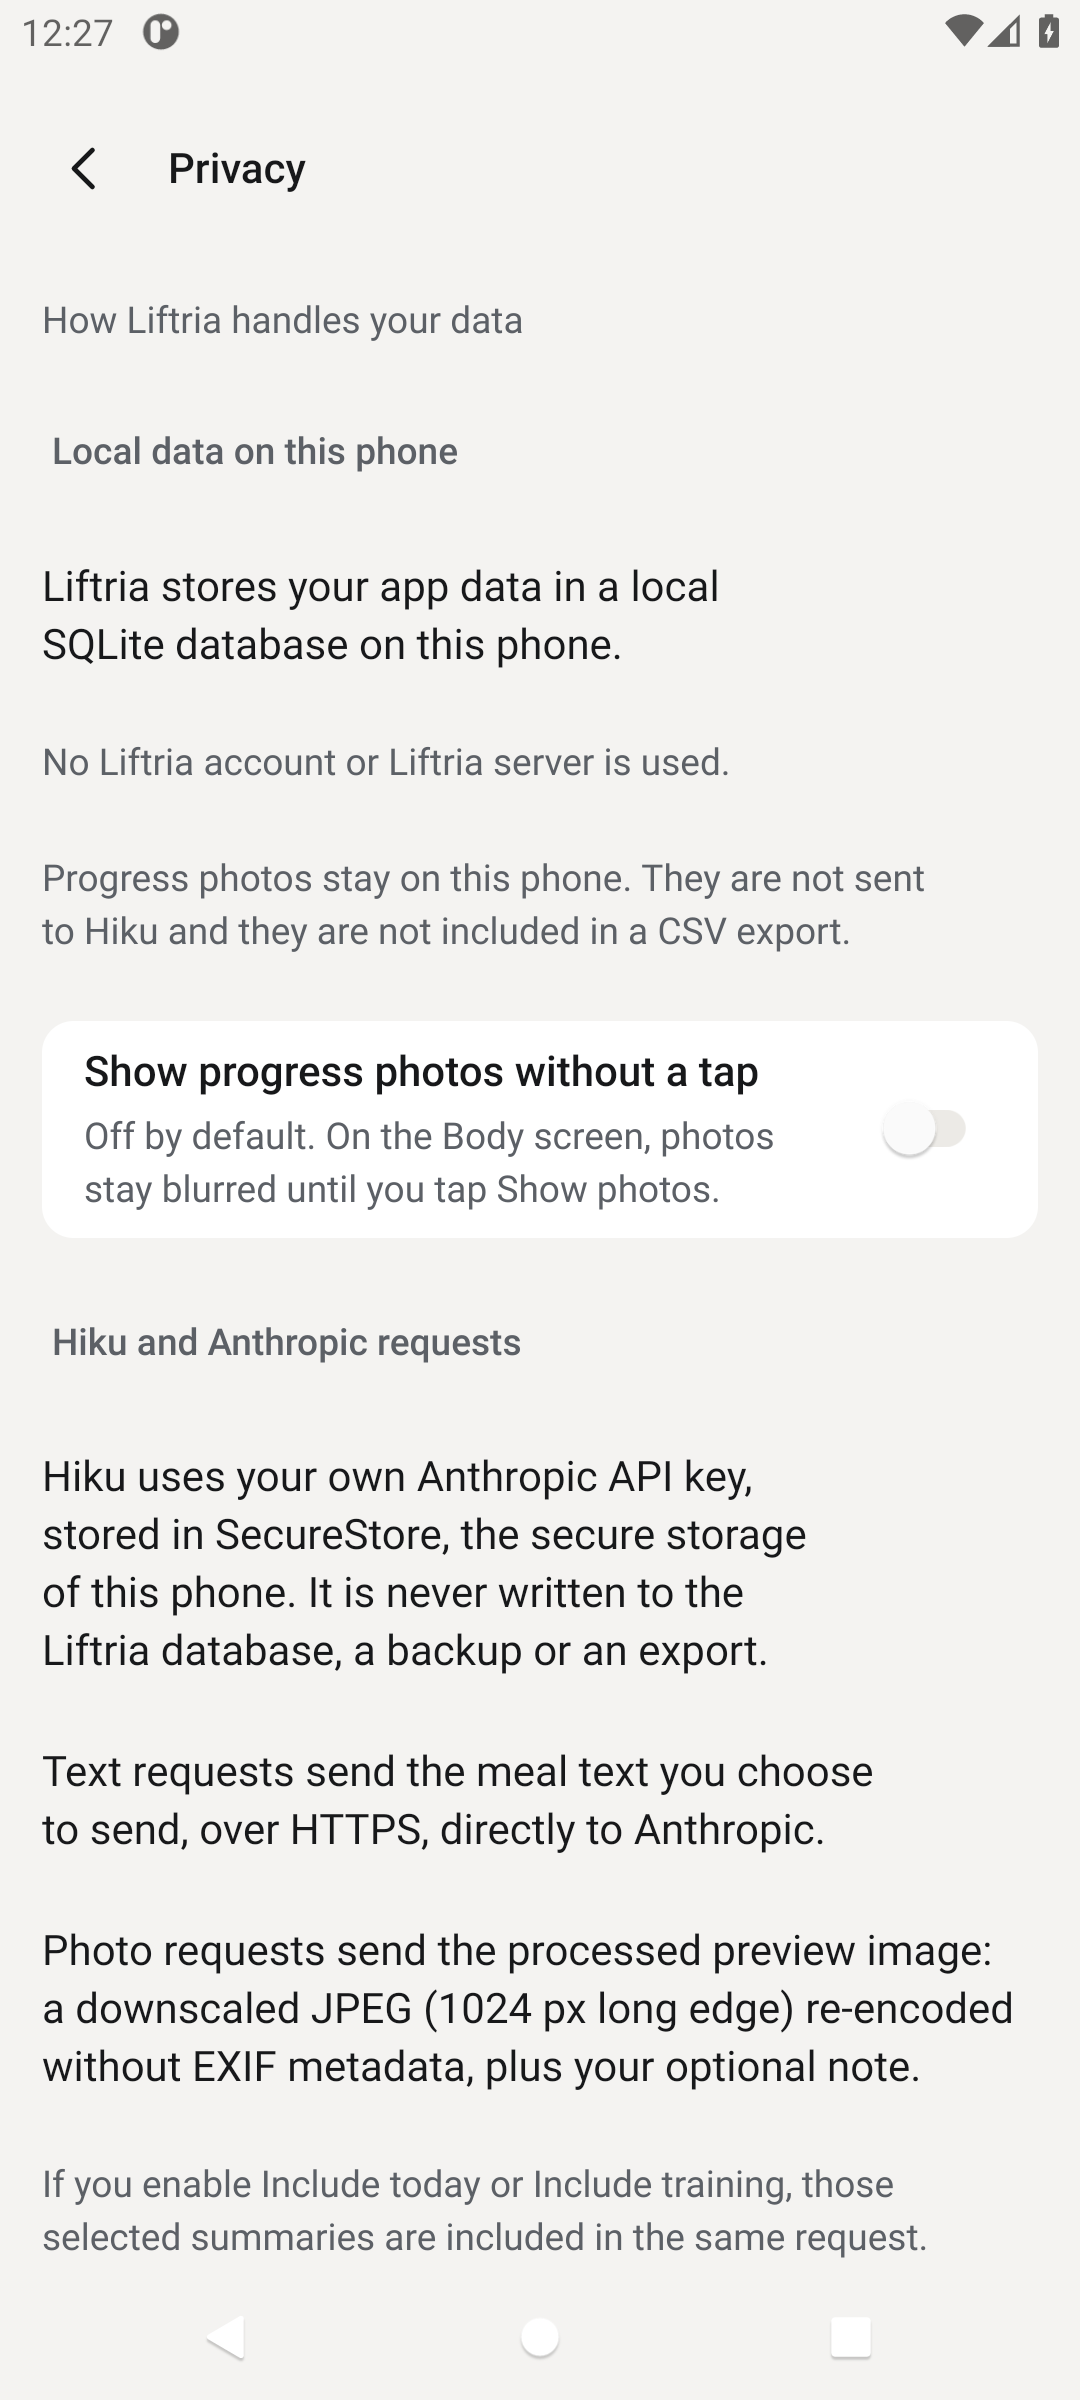 12:27
Privacy
How Liftria handles your data
Local data on this phone
Liftria stores your app data in a local
SQLite database on this phone.
No Liftria account or Liftria server is used.
Progress photos stay on this phone. They are not sent
to Hiku and they are not included in a CSV export.
Show progress photos without a tap
Off by default. On the Body screen, photos
stay blurred until you tap Show photos.
Hiku and Anthropic requests
Hiku uses your own Anthropic API key,
stored in SecureStore, the secure storage
of this phone. It is never written to the
Liftria database, a backup or an export.
Text requests send the meal text you choose
to send, over HTTPS, directly to Anthropic.
Photo requests send the processed preview image:
a downscaled JPEG (1024 px long edge) re-encoded
without EXIF metadata, plus your optional note.
If you enable Include today or Include training, those
selected summaries are included in the same request.